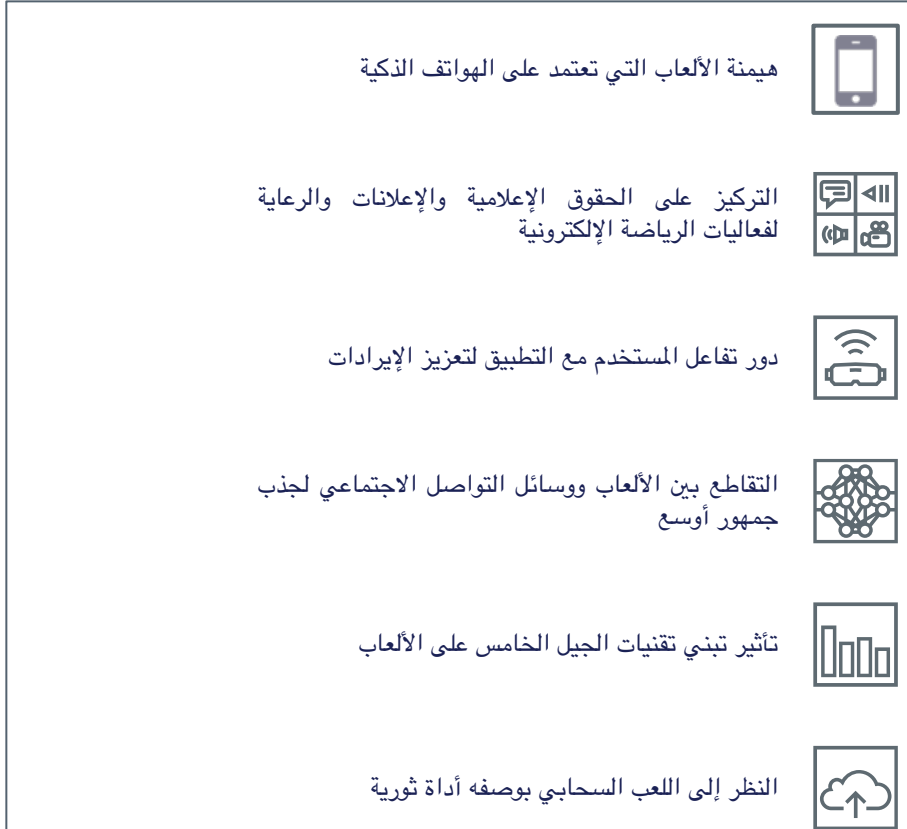 هيمنة الألعاب التي تعتمد على الهواتف الذكية
التركيز على الحقوق الإعلامية والإعلانات والرعاية
لفعاليات الرياضة الإلكترونية
دور تفاعل المستخدم مع التطبيق لتعزيز الإيرادات
التقاطع بين الألعاب ووسائل التواصل الاجتماعي لجذب
جمهور أوسع
تأثير تبني تقنيات الجيل الخامس على الألعاب
النظر إلى اللعب السحابي بوصفه أداة ثورية